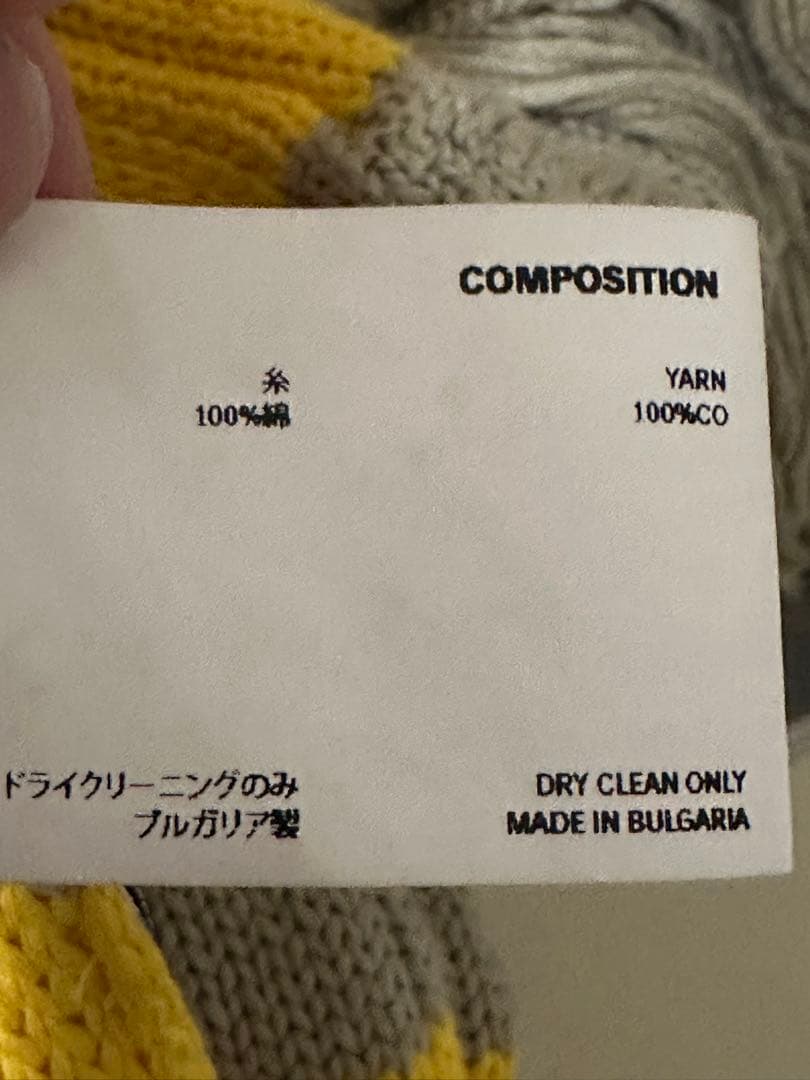 COMPOSITION
糸
100%綿
YARN
100%CO
ドライクリーニングのみ
ブルガリア製
DRY CLEAN ONLY
MADE IN BULGARIA